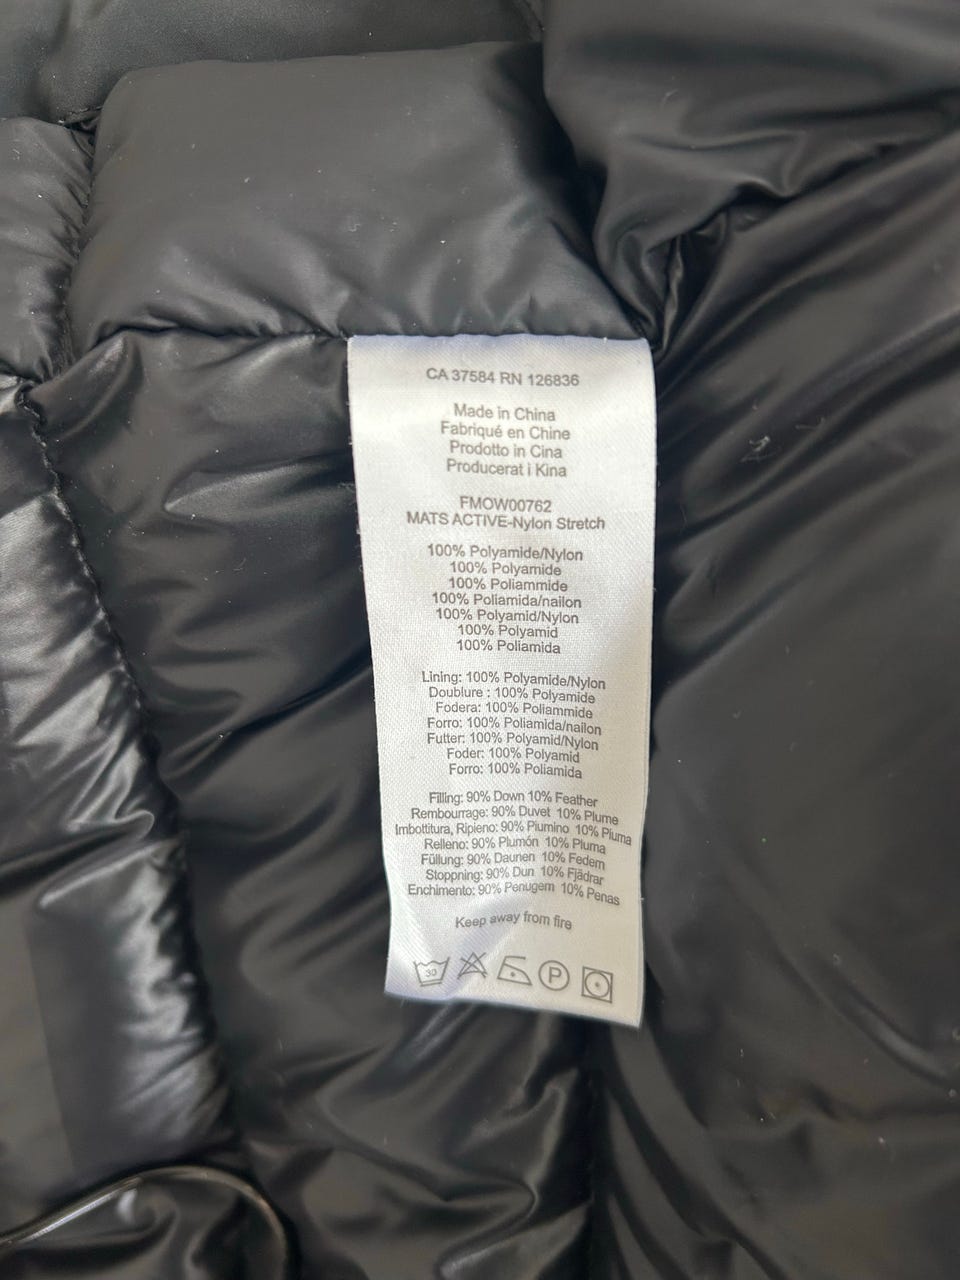 CA 37584 RN 126836
Made in China
Fabriqué en Chine
Prodotto in Cina
Producerat i Kina
FMOW00762
MATS ACTIVE-Nylon Stretch
100% Polyamide/Nylon
100% Polyamide
100% Poliammide
100% Poliamida/nailon
100% Polyamid/Nylon
100% Polyamid
100% Poliamida
Lining: 100% Polyamide/Nylon
Doublure : 100% Polyamide
Fodera: 100% Poliammide
Forro: 100% Poliamida/nailon
Futter: 100% Polyamid/Nylon
Foder: 100% Polyamid
Forro: 100% Poliamida
Filling: 90% Down 10% Feather
Rembourrage: 90% Duvet 10% Plume
Imbottitura, Ripieno: 90% Piumino 10% Piuma
Relleno: 90% Plumón 10% Pluma
Füllung: 90% Daunen 10% Federn
Stoppning: 90% Dun 10% Fjädrar
Enchimento: 90% Penugem 10% Penas
Keep away from fire
30 P